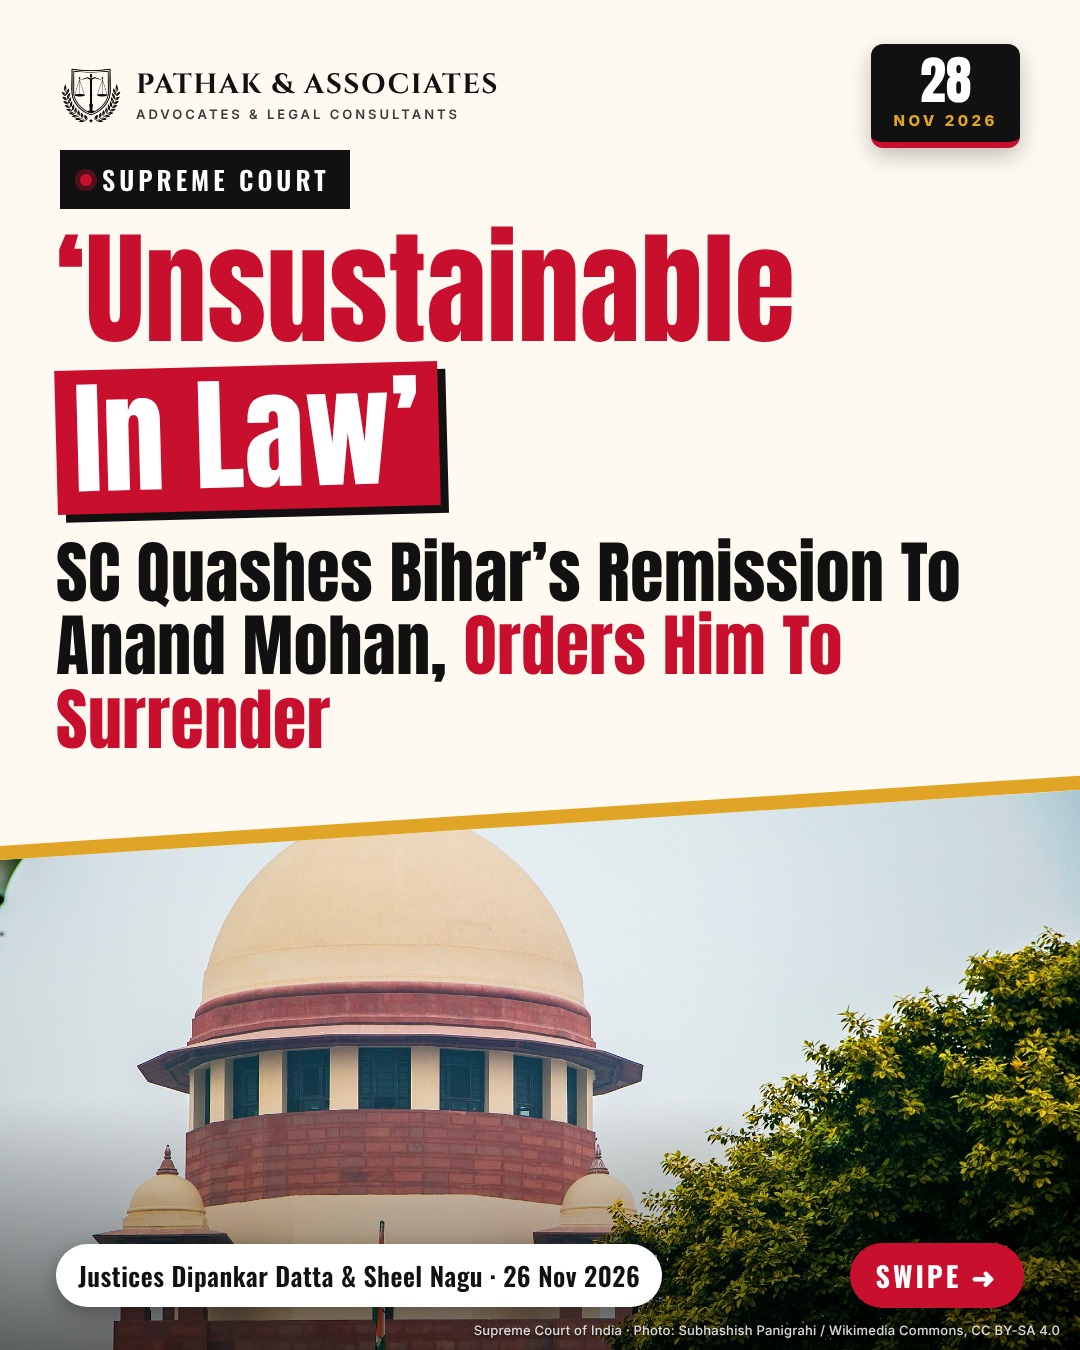 PATHAK & ASSOCIATES
ADVOCATES & LEGAL CONSULTANTS
28
NOV 2026
SUPREME COURT
‘Unsustainable
In Law’
SC Quashes Bihar’s Remission To
Anand Mohan, Orders Him To
Surrender
Justices Dipankar Datta & Sheel Nagu · 26 Nov 2026
SWIPE →
Supreme Court of India · Photo: Subhashish Panigrahi / Wikimedia Commons, CC BY-SA 4.0